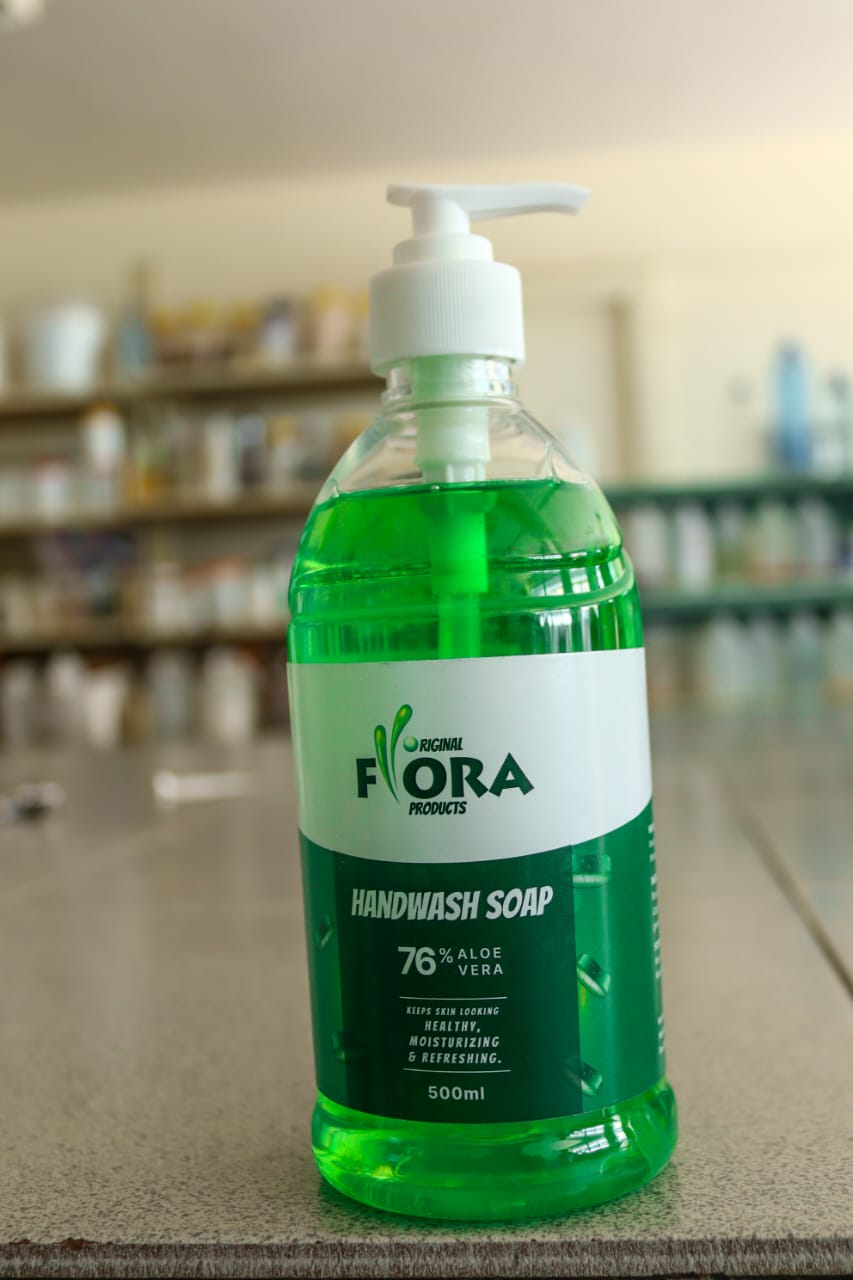 ORIGINAL
FLORA
PRODUCTS
HANDWASH SOAP
76% ALOE
VERA
KEEPS SKIN LOOKING
HEALTHY,
MOISTURIZING
& REFRESHING.
500ml